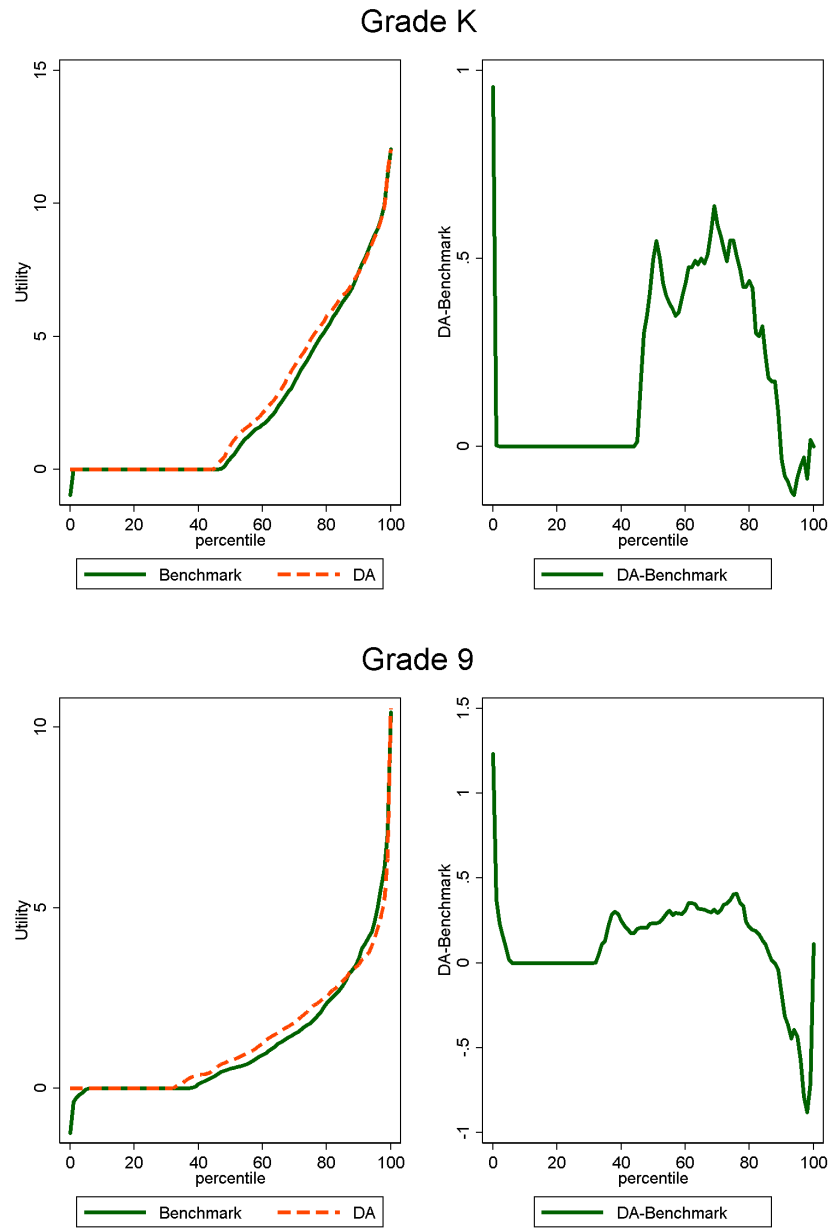 Grade K
Utility
15
10
5
0
0 20 40 60 80 100
percentile
Benchmark DA
DA-Benchmark
1
.5
0
0 20 40 60 80 100
percentile
DA-Benchmark
Grade 9
Utility
10
5
0
0 20 40 60 80 100
percentile
Benchmark DA
DA-Benchmark
1.5
1
.5
0
-.5
-1
0 20 40 60 80 100
percentile
DA-Benchmark